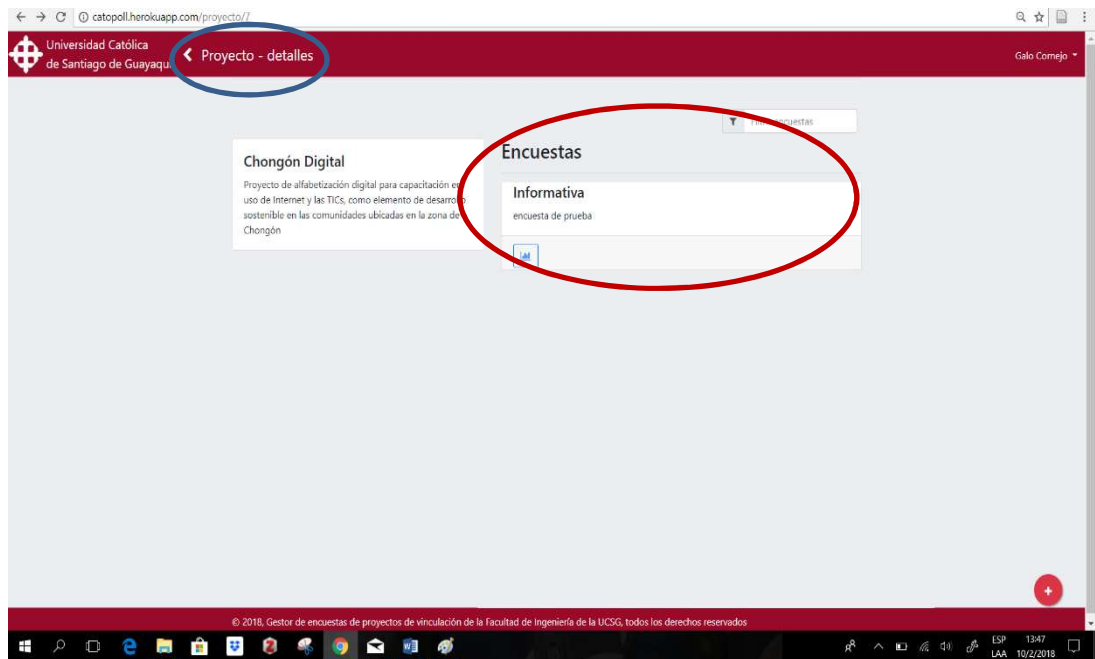 catopoll.herokuapp.com/proyecto/7
Universidad Católica
de Santiago de Guayaqu
Proyecto - detalles
Galo Cornejo
encuestas
Encuestas
Chongón Digital
Proyecto de alfabetización digital para capacitación en
uso de Internet y las TICs, como elemento de desarrollo
sostenible en las comunidades ubicadas en la zona de
Chongón
Informativa
encuesta de prueba
+
© 2018, Gestor de encuestas de proyectos de vinculación de la Facultad de Ingeniería de la UCSG, todos los derechos reservados
ESP 13:47
LAA 10/2/2018